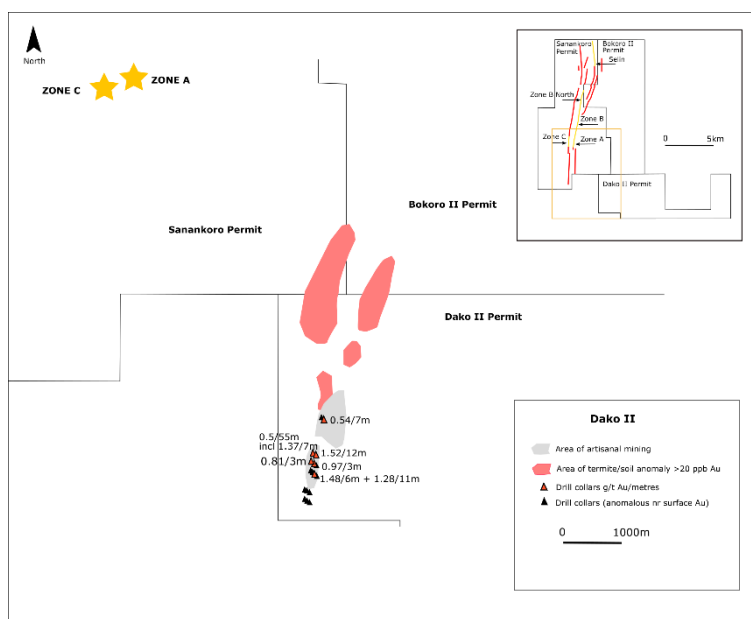 North
ZONE C
ZONE A
Sanankoro Permit
Bokoro II Permit
Dako II Permit
0.54/7m
0.5/55m
incl 1.37/7m
1.52/12m
0.81/3m
0.97/3m
1.48/6m + 1.28/11m
Sanankoro
Permit
Bokoro II
Permit
Selin
Zone B North
Zone B
Zone C
Zone A
0 5km
Dako II Permit
Dako II
Area of artisanal mining
Area of termite/soil anomaly >20 ppb Au
Drill collars g/t Au/metres
Drill collars (anomalous nr surface Au)
0 1000m